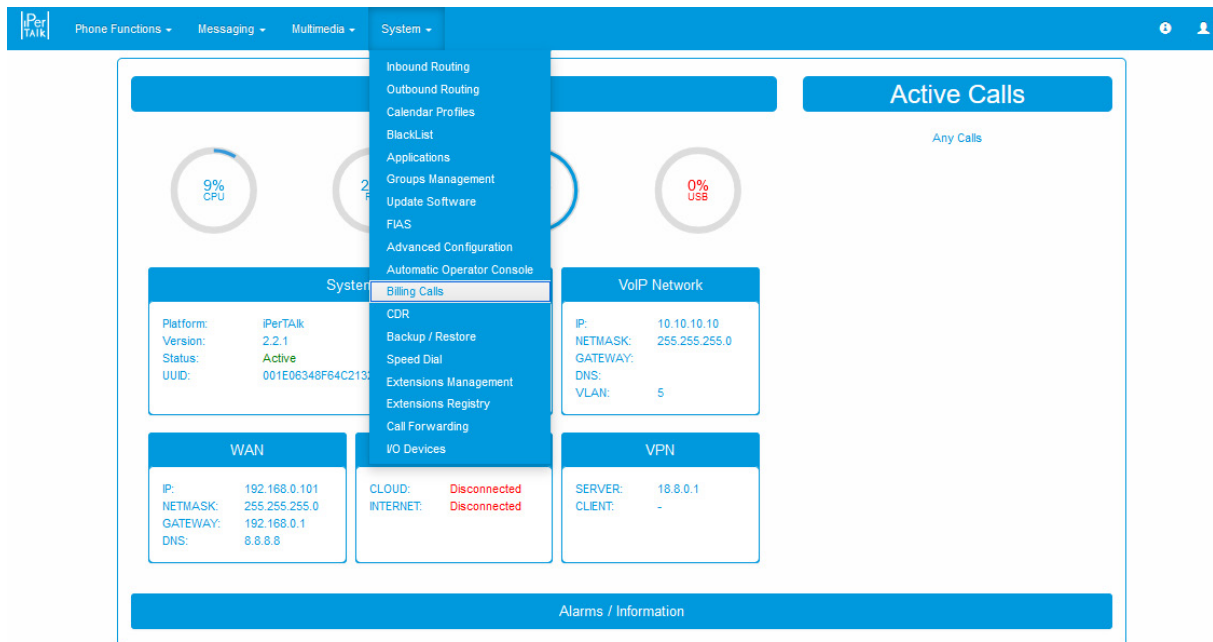 iPer
TAlk
Phone Functions
Messaging
Multimedia
System
Inbound Routing
Outbound Routing
Calendar Profiles
BlackList
Applications
Groups Management
Update Software
FIAS
Advanced Configuration
Automatic Operator Console
Billing Calls
CDR
Backup / Restore
Speed Dial
Extensions Management
Extensions Registry
Call Forwarding
I/O Devices
Active Calls
Any Calls
9%
CPU
0%
USB
Platform: iPerTAlk
Version: 2.2.1
Status: Active
UUID:
VoIP Network
IP: 10.10.10.10
NETMASK: 255.255.255.0
GATEWAY:
DNS:
VLAN: 5
WAN
IP: 192.168.0.101
NETMASK: 255.255.255.0
GATEWAY: 192.168.0.1
DNS: 8.8.8.8
CLOUD: Disconnected
INTERNET: Disconnected
VPN
SERVER: 18.8.0.1
CLIENT: -
Alarms / Information